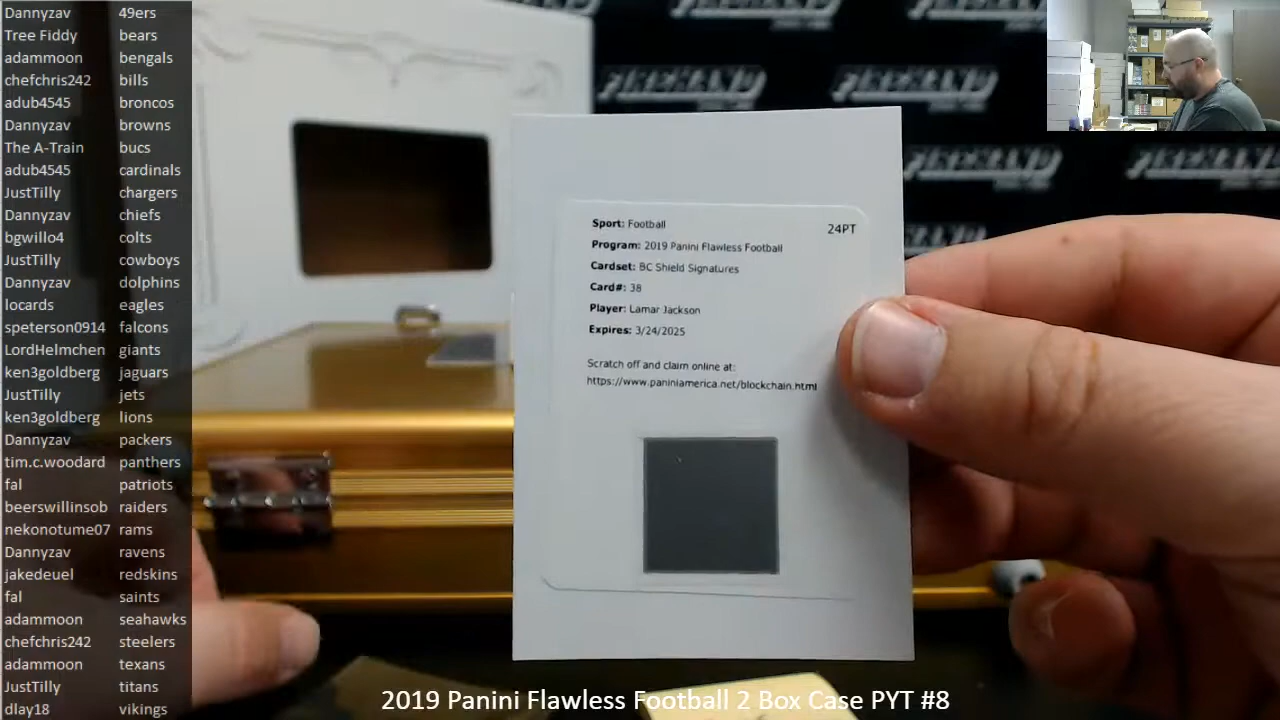 Dannyzav 49ers
Tree Fiddy bears
adammoon bengals
chefchris242 bills
adub4545 broncos
Dannyzav browns
The A-Train bucs
adub4545 cardinals
JustTilly chargers
Dannyzav chiefs
bgwillo4 colts
JustTilly cowboys
Dannyzav dolphins
locards eagles
speterson0914 falcons
LordHelmchen giants
ken3goldberg jaguars
JustTilly jets
ken3goldberg lions
Dannyzav packers
tim.c.woodard panthers
fal patriots
beerswillinsob raiders
nekonotume07 rams
Dannyzav ravens
jakedeuel redskins
fal saints
adammoon seahawks
chefchris242 steelers
adammoon texans
JustTilly titans
dlay18 vikings
Sport: Football
24PT
Program: 2019 Panini Flawless Football
Cardset: BC Shield Signatures
Card#: 38
Player: Lamar Jackson
Expires: 3/24/2025
Scratch off and claim online at:
https://www.paniniamerica.net/blockchain.html
2019 Panini Flawless Football 2 Box Case PYT #8